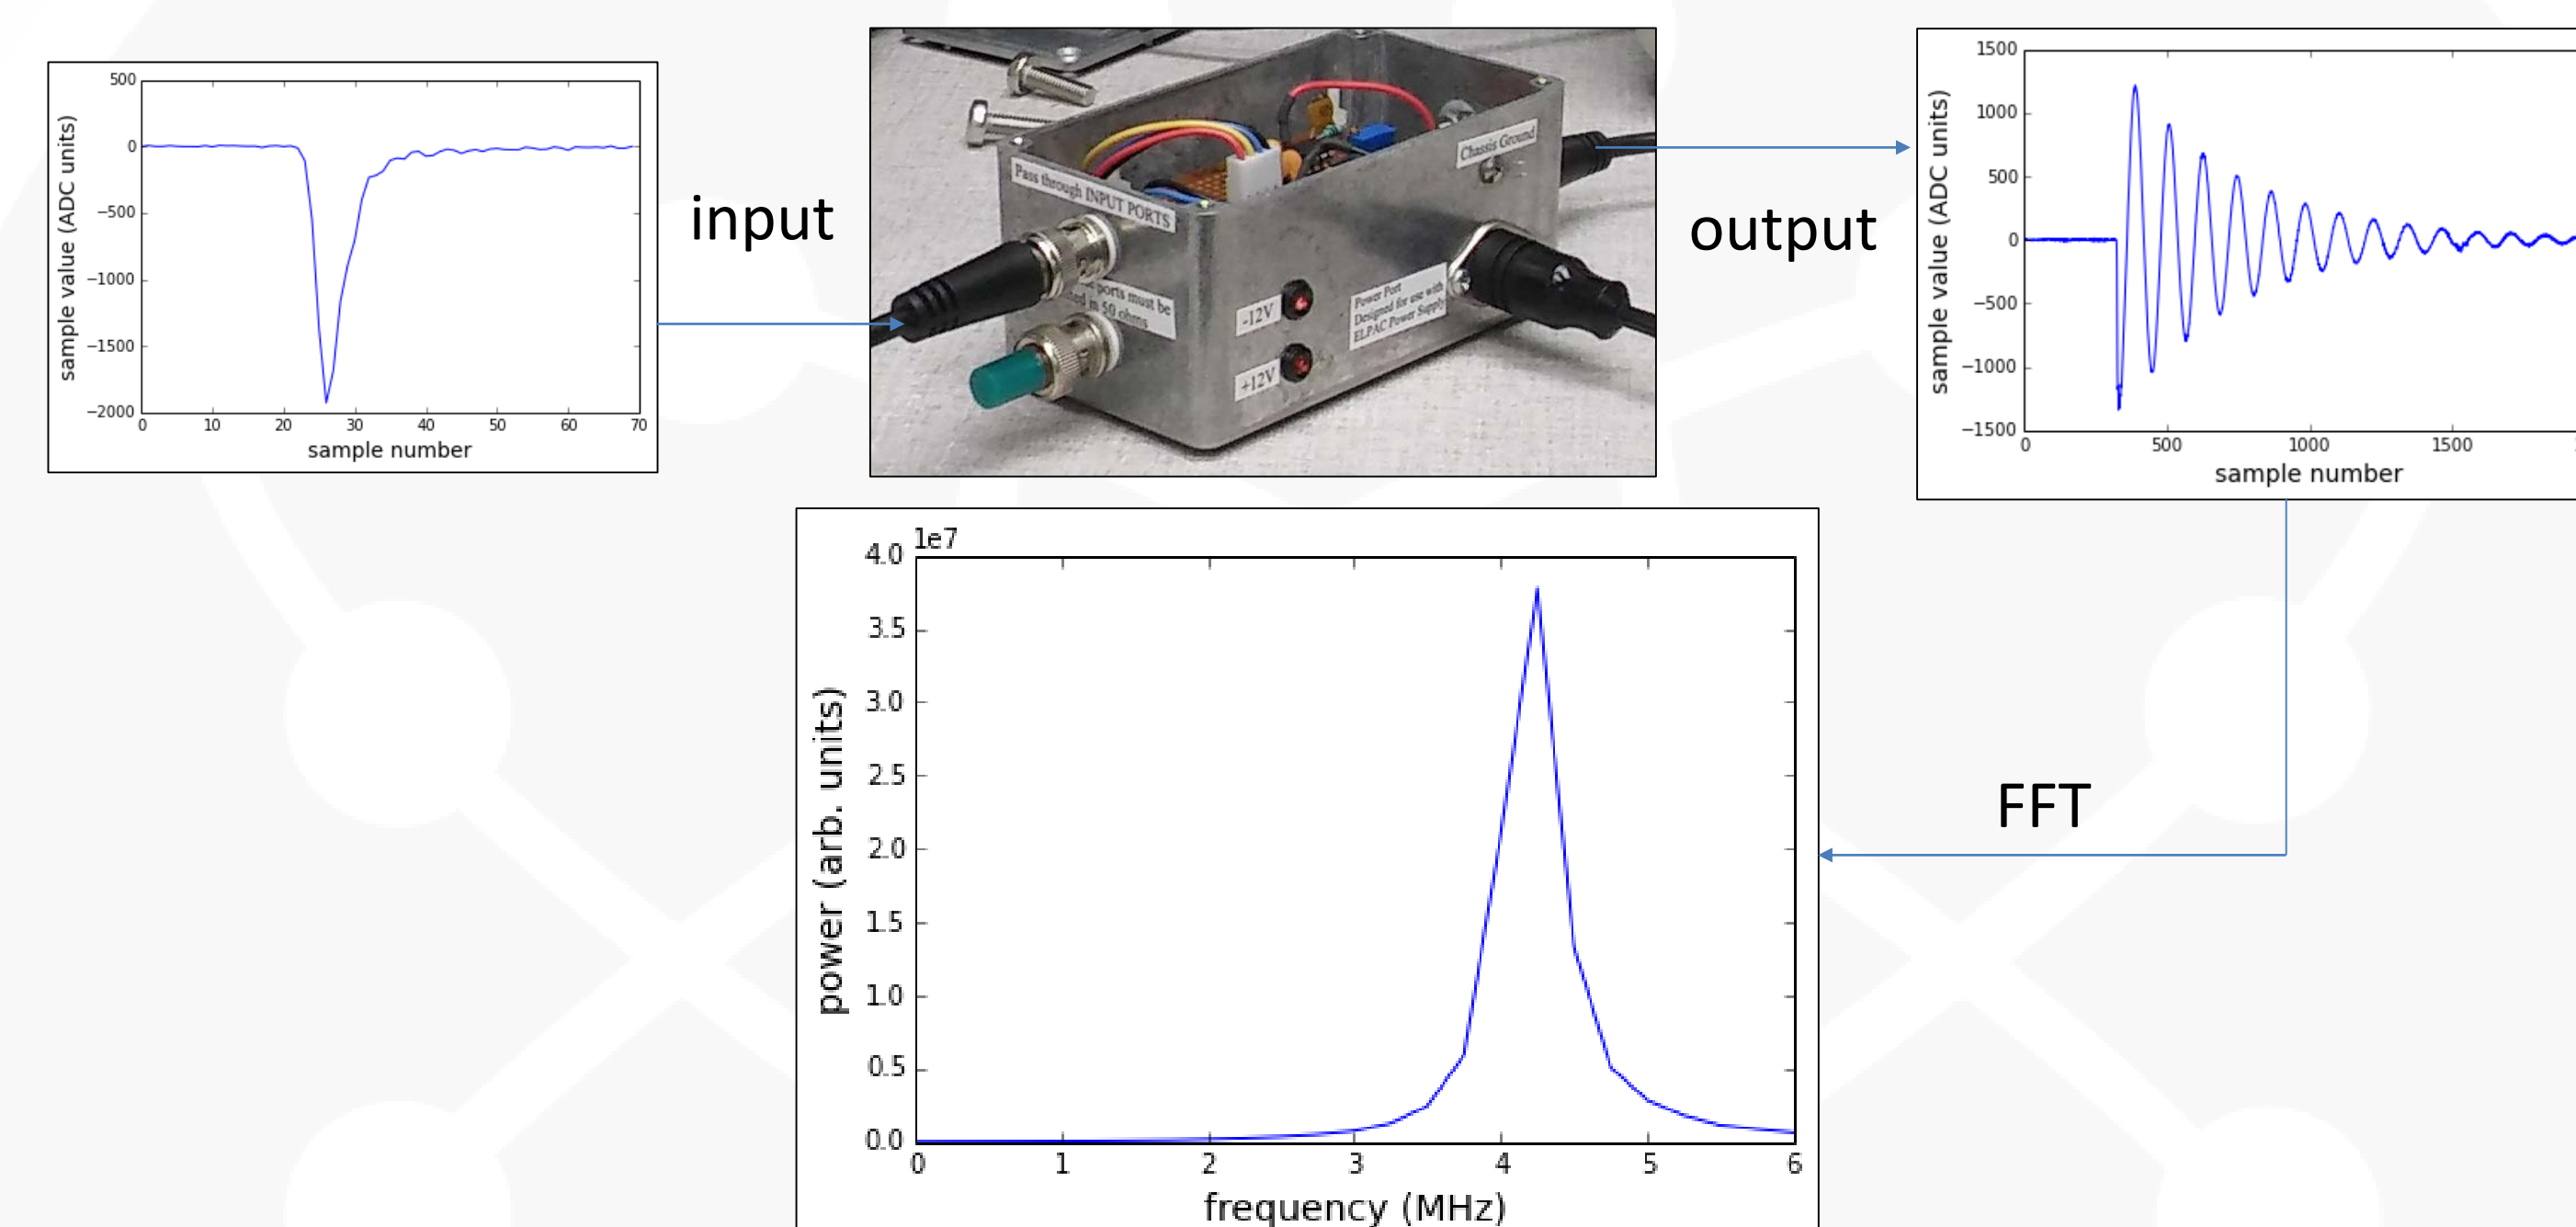 500
0
−500
−1000
−1500
−2000
0 10 20 30 40 50 60 70
sample value (ADC units)
sample number
input
Pass through INPUT PORTS
ports must be
in 50 ohms
-12V
+12V
Power Port
Designed for use with
ELPAC Power Supply
Chassis Ground
output
1500
1000
500
0
−500
−1000
−1500
0 500 1000 1500
sample value (ADC units)
sample number
FFT
1e7
4.0
3.5
3.0
2.5
2.0
1.5
1.0
0.5
0.0
0 1 2 3 4 5 6
power (arb. units)
frequency (MHz)